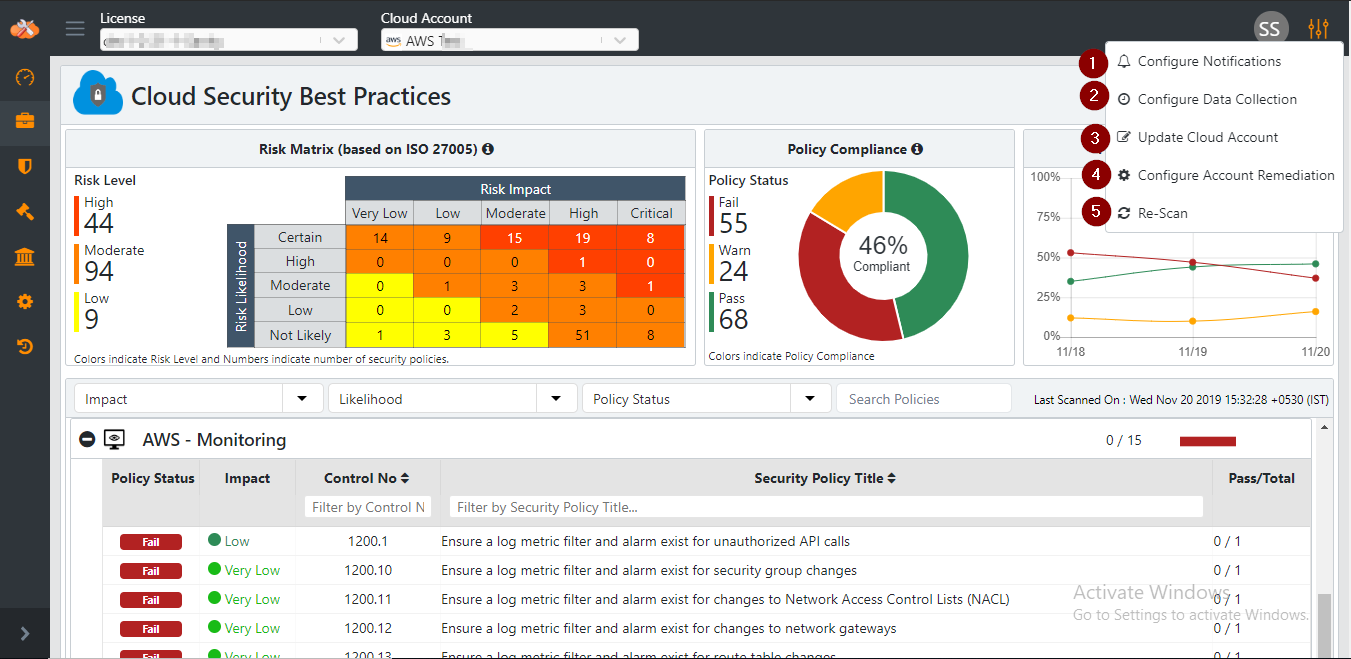 License
Cloud Account
aws AWS
SS
1 Configure Notifications
2 Configure Data Collection
3 Update Cloud Account
4 Configure Account Remediation
5 Re-Scan
Cloud Security Best Practices
Risk Matrix (based on ISO 27005)
Risk Level
High
44
Moderate
94
Low
9
Risk Impact
Very Low Low Moderate High Critical
Risk Likelihood
Certain 14 9 15 19 8
High 0 0 0 1 0
Moderate 0 1 3 3 1
Low 0 0 2 3 0
Not Likely 1 3 5 51 8
Colors indicate Risk Level and Numbers indicate number of security policies.
Policy Compliance
Policy Status
Fail
55
Warn
24
Pass
68
46%
Compliant
Colors indicate Policy Compliance
100%
75%
50%
25%
0%
11/18 11/19 11/20
Impact Likelihood Policy Status Search Policies Last Scanned On : Wed Nov 20 2019 15:32:28 +0530 (IST)
AWS - Monitoring 0 / 15
Policy Status Impact Control No Security Policy Title Pass/Total
Filter by Control N Filter by Security Policy Title...
Fail Low 1200.1 Ensure a log metric filter and alarm exist for unauthorized API calls 0 / 1
Fail Very Low 1200.10 Ensure a log metric filter and alarm exist for security group changes 0 / 1
Fail Very Low 1200.11 Ensure a log metric filter and alarm exist for changes to Network Access Control Lists (NACL) 0 / 1
Fail Very Low 1200.12 Ensure a log metric filter and alarm exist for changes to network gateways 0 / 1
Fail Very Low 1200.13 Ensure a log metric filter and alarm exist for route table changes 0 / 1
Activate Windows
Go to Settings to activate Windows.